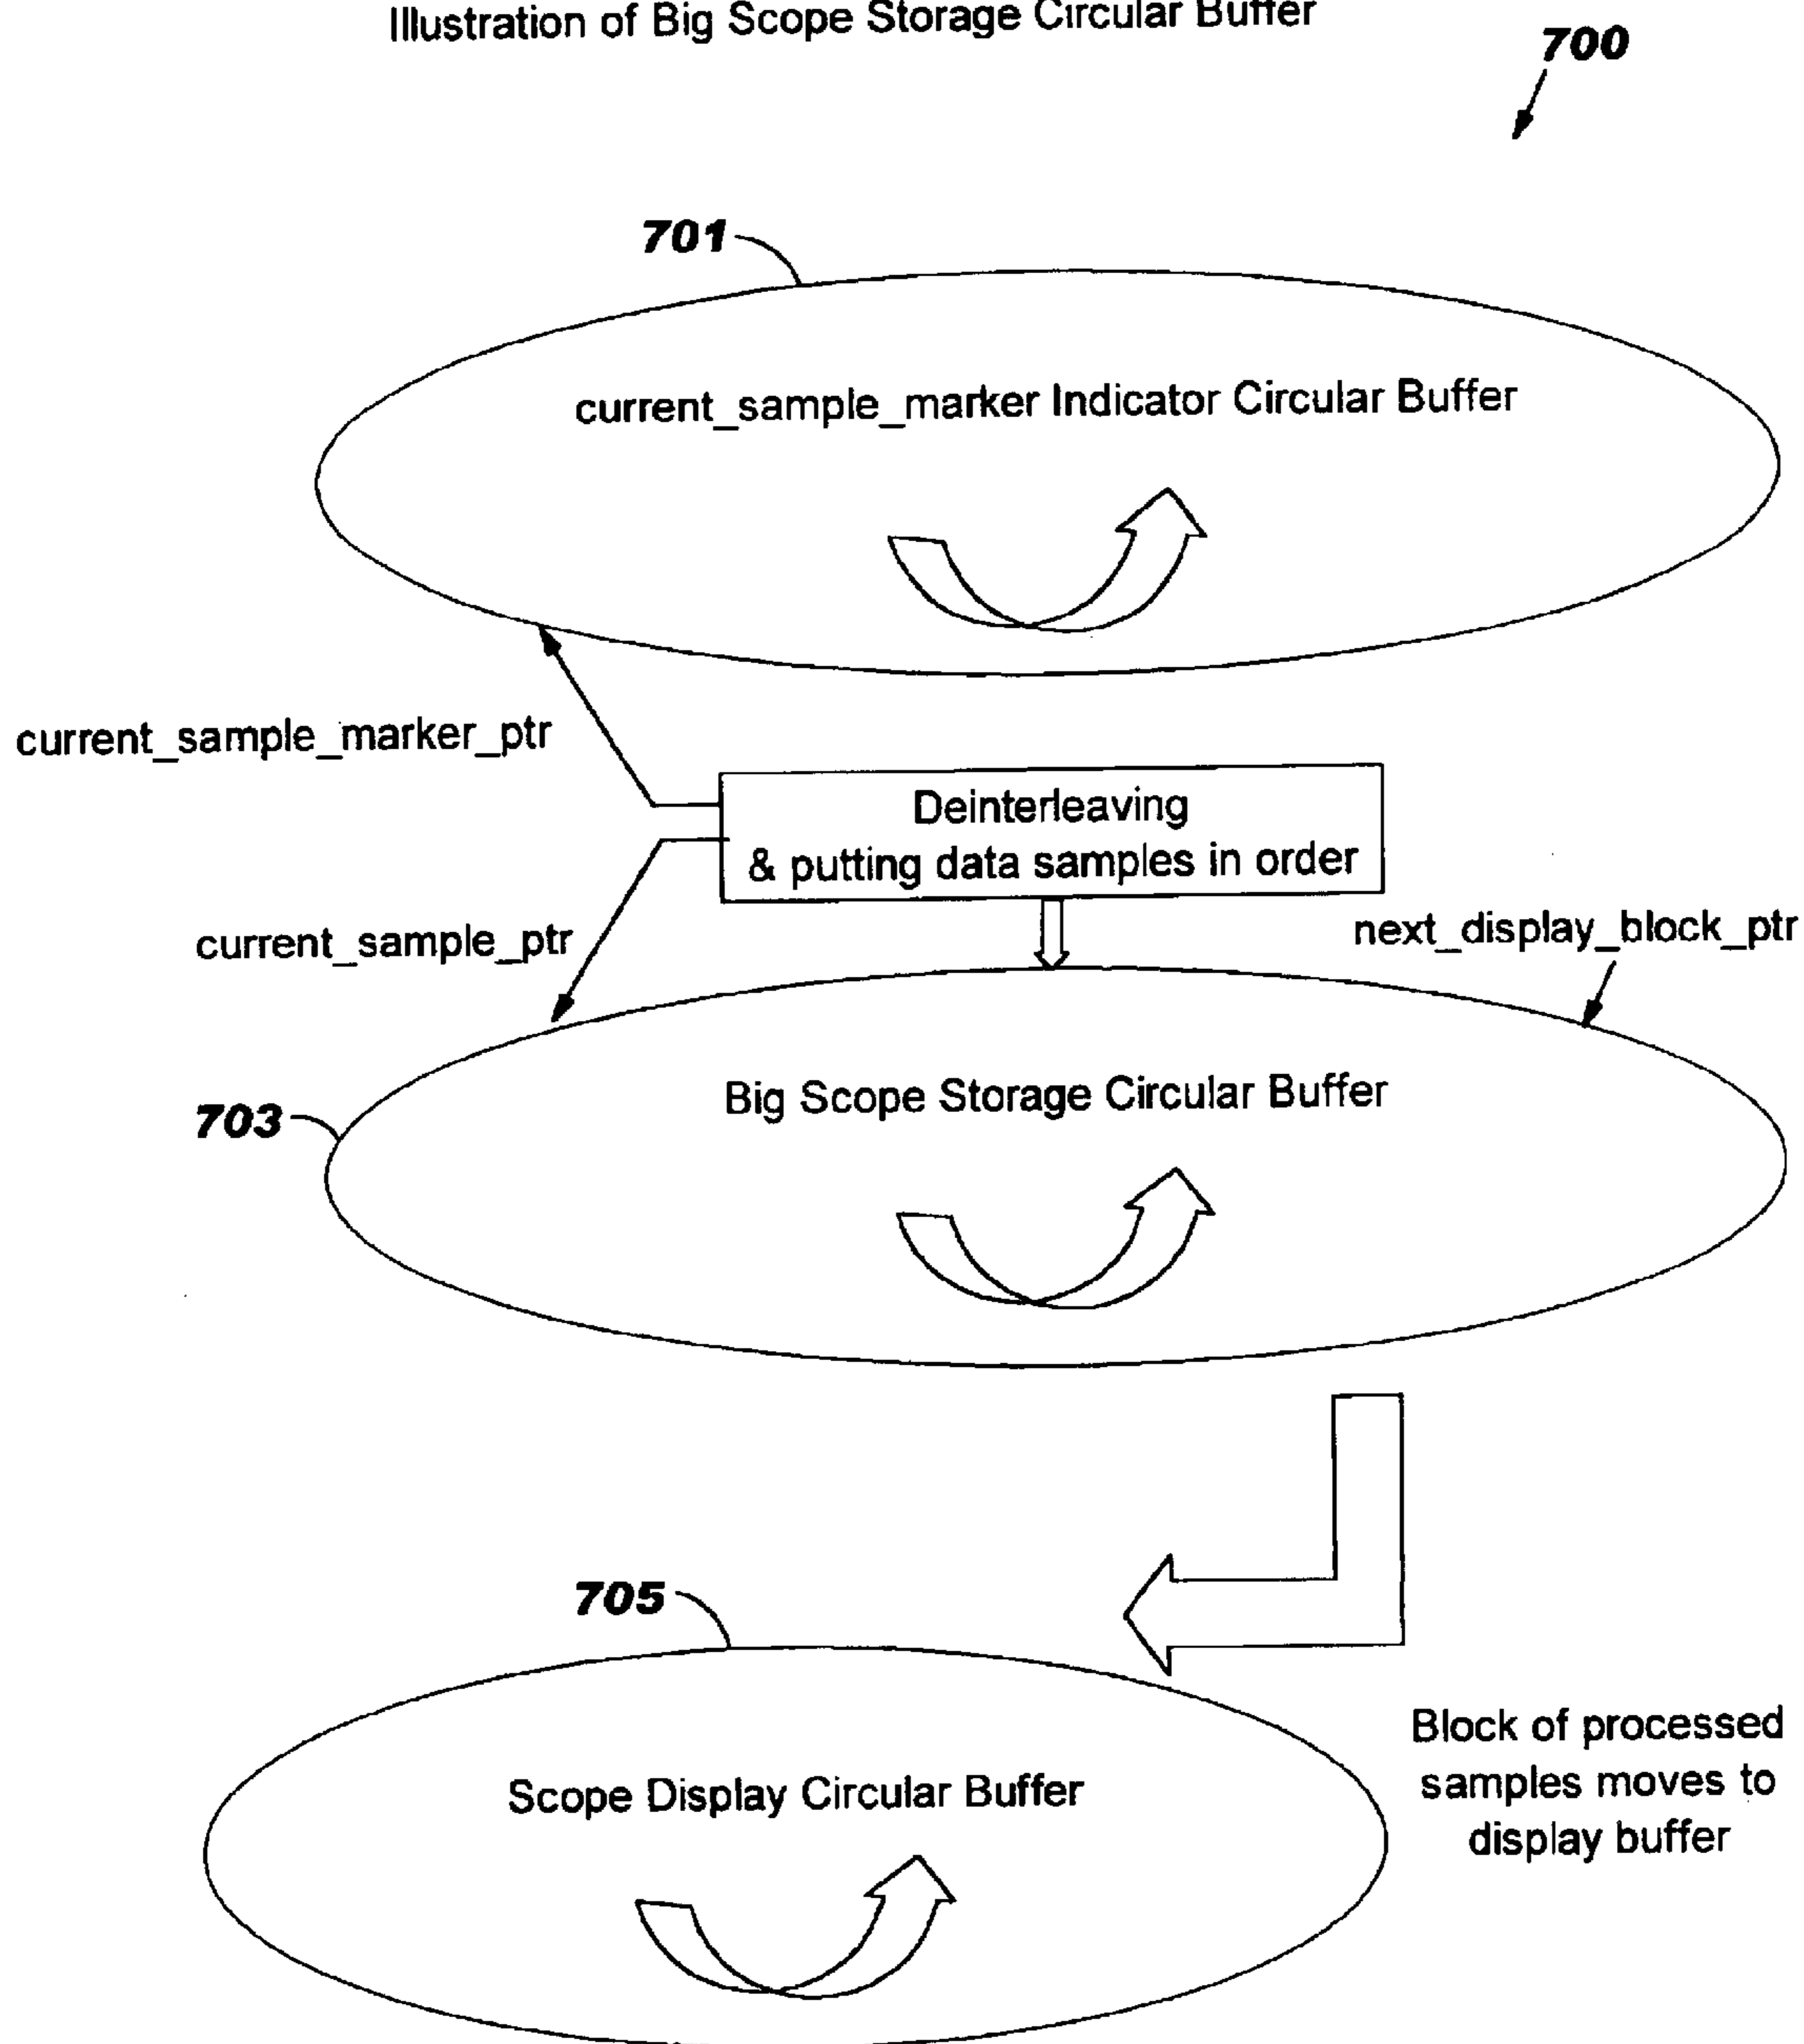 Illustration of Big Scope Storage Circular Buffer
700
701
current_sample_marker Indicator Circular Buffer
current_sample_marker_ptr
Deinterleaving
& putting data samples in order
current_sample_ptr
next_display_block_ptr
Big Scope Storage Circular Buffer
703
705
Block of processed
samples moves to
display buffer
Scope Display Circular Buffer